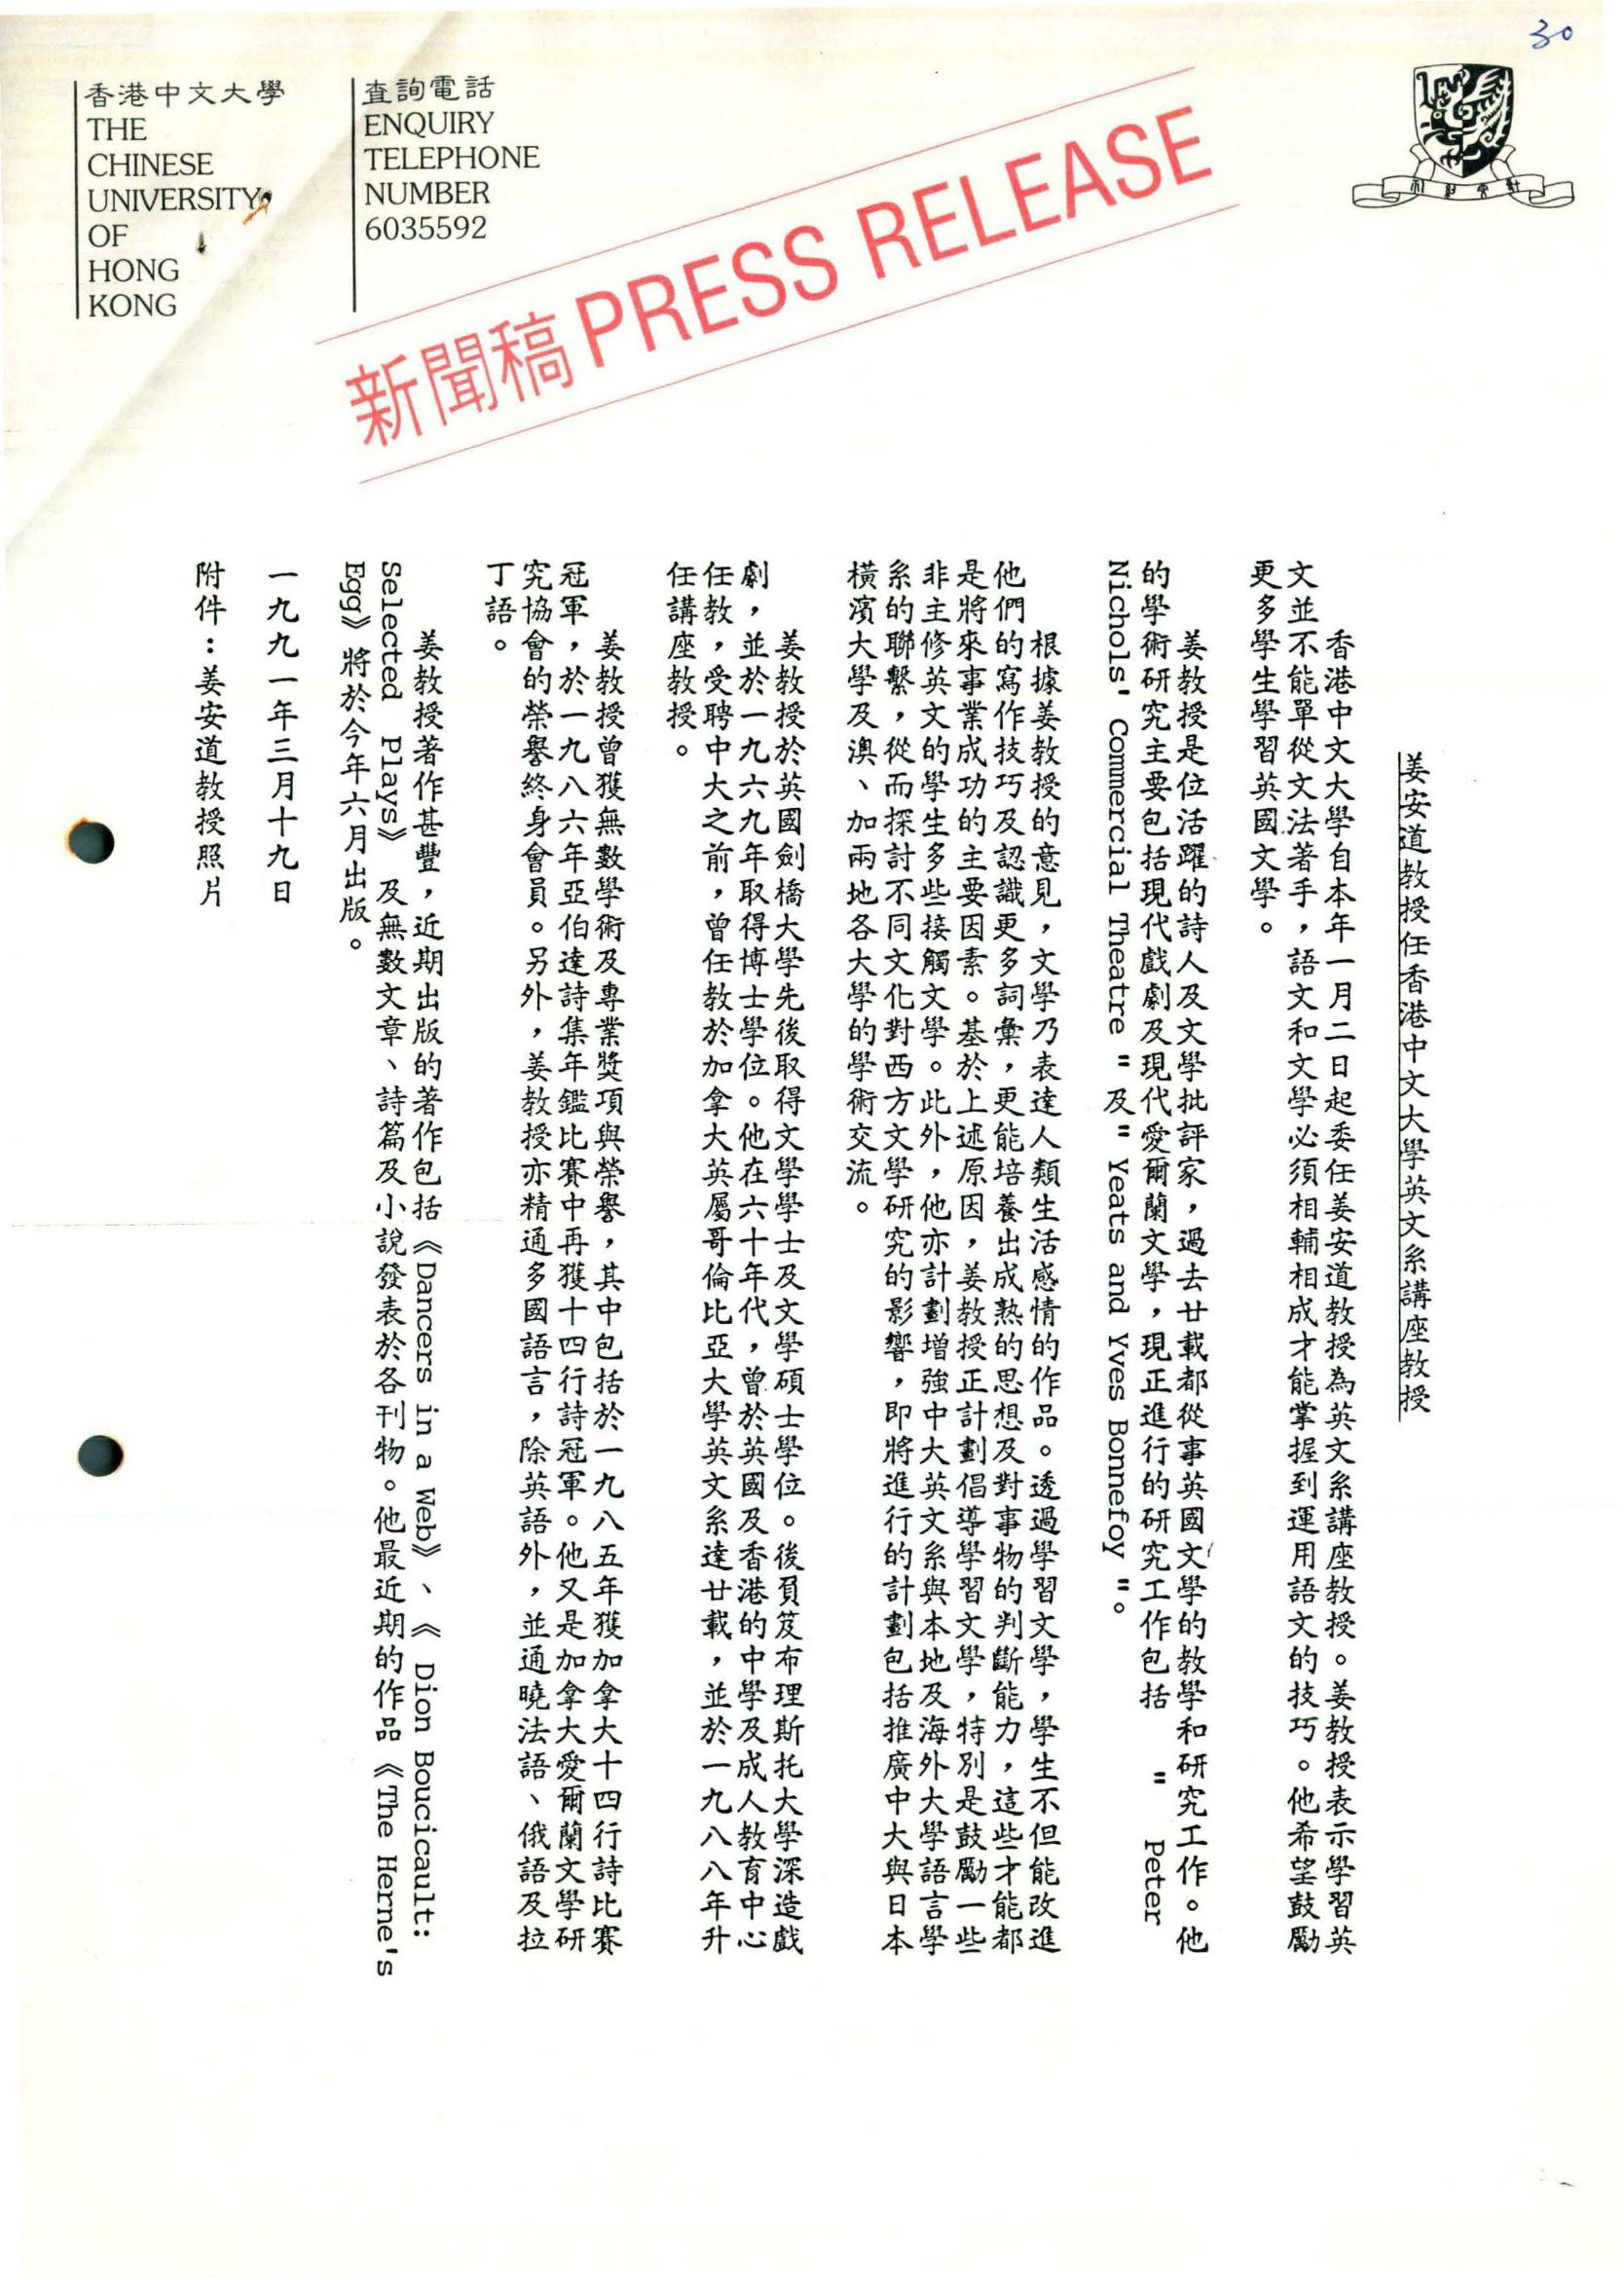 30
香港中文大學
THE
CHINESE
UNIVERSITY
OF
HONG
KONG
查詢電話
ENQUIRY
TELEPHONE
NUMBER
6035592
新聞稿 PRESS RELEASE
姜安道教授任香港中文大學英文系講座教授
香港中文大學自本年一月二日起委任姜安道教授為英文系講座教授。姜教授表示學習英
文並不能單從文法著手，語文和文學必須相輔相成才能掌握到運用語文的技巧。他希望鼓勵
更多學生學習英國文學。
姜教授是位活躍的詩人及文學批評家，過去廿載都從事英國文學的教學和研究工作。他
的學術研究主要包括現代戲劇及現代愛爾蘭文學，現正進行的研究工作包括 " Peter
Nichols' Commercial Theatre " 及 " Yeats and Yves Bonnefoy "。
根據姜教授的意見，文學乃表達人類生活感情的作品。透過學習文學，學生不但能改進
他們的寫作技巧及認識更多詞彙，更能培養出成熟的思想及對事物的判斷能力，這些才能都
是將來事業成功的主要因素。基於上述原因，姜教授正計劃倡導學習文學，特別是鼓勵一些
非主修英文的學生多些接觸文學。此外，他亦計劃增強中大英文系與本地及海外大學語言學
系的聯繫，從而探討不同文化對西方文學研究的影響，即將進行的計劃包括推廣中大與日本
橫濱大學及澳、加兩地各大學的學術交流。
姜教授於英國劍橋大學先後取得文學學士及文學碩士學位。後負笈布理斯托大學深造戲
劇，並於一九六九年取得博士學位。他在六十年代，曾於英國及香港的中學及成人教育中心
任教，受聘中大之前，曾任教於加拿大英屬哥倫比亞大學英文系達廿載，並於一九八八年升
任講座教授。
姜教授曾獲無數學術及專業獎項與榮譽，其中包括於一九八五年獲加拿大十四行詩比賽
冠軍，於一九八六年亞伯達詩集年鑑比賽中再獲十四行詩冠軍。他又是加拿大愛爾蘭文學研
究協會的榮譽終身會員。另外，姜教授亦精通多國語言，除英語外，並通曉法語、俄語及拉
丁語。
姜教授著作甚豐，近期出版的著作包括《Dancers in a Web》、《 Dion Boucicault:
Selected Plays》 及無數文章、詩篇及小說發表於各刊物。他最近期的作品《The Herne's
Egg》將於今年六月出版。
一九九一年三月十九日
附件：姜安道教授照片